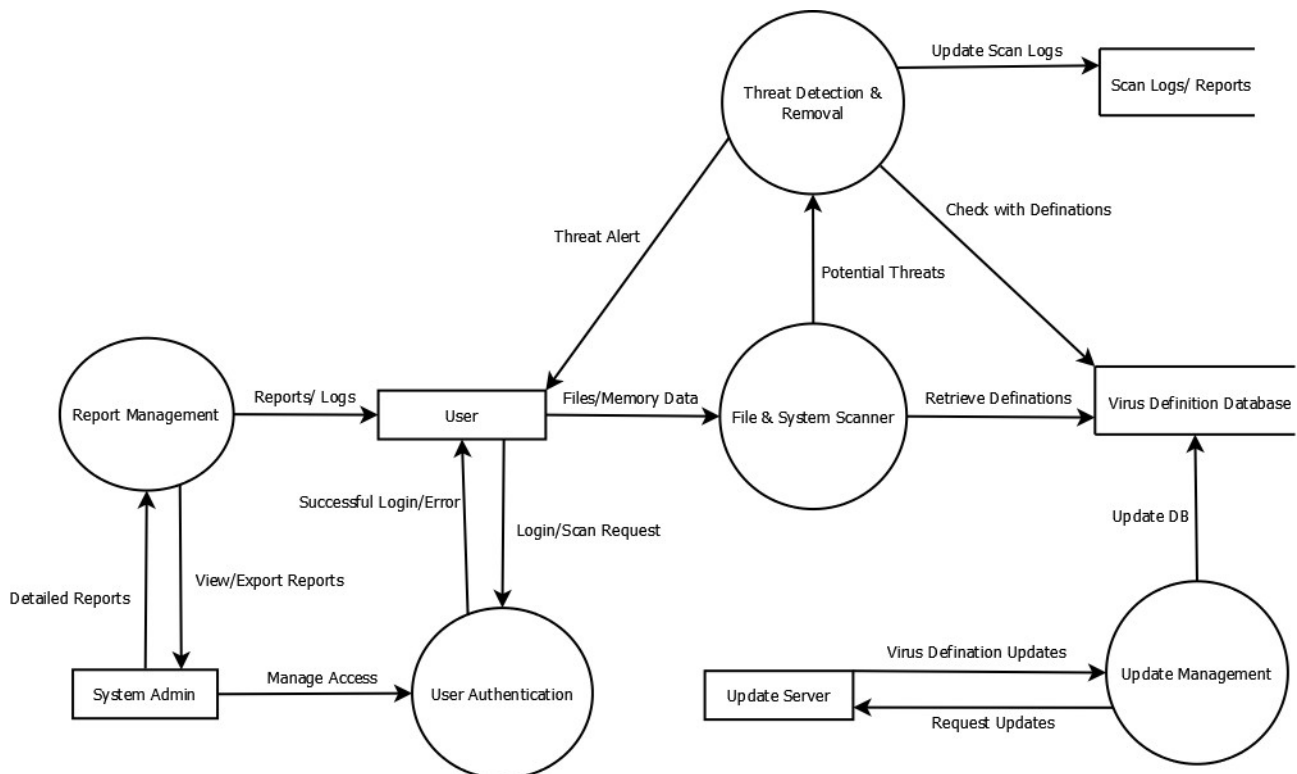 Update Scan Logs
Threat Detection &
Removal
Scan Logs/ Reports
Check with Definations
Threat Alert
Potential Threats
Reports/ Logs
Files/Memory Data
Retrieve Definations
Report Management
User
File & System Scanner
Virus Definition Database
Successful Login/Error
Login/Scan Request
Update DB
View/Export Reports
Detailed Reports
Virus Defination Updates
Manage Access
System Admin
User Authentication
Update Server
Update Management
Request Updates